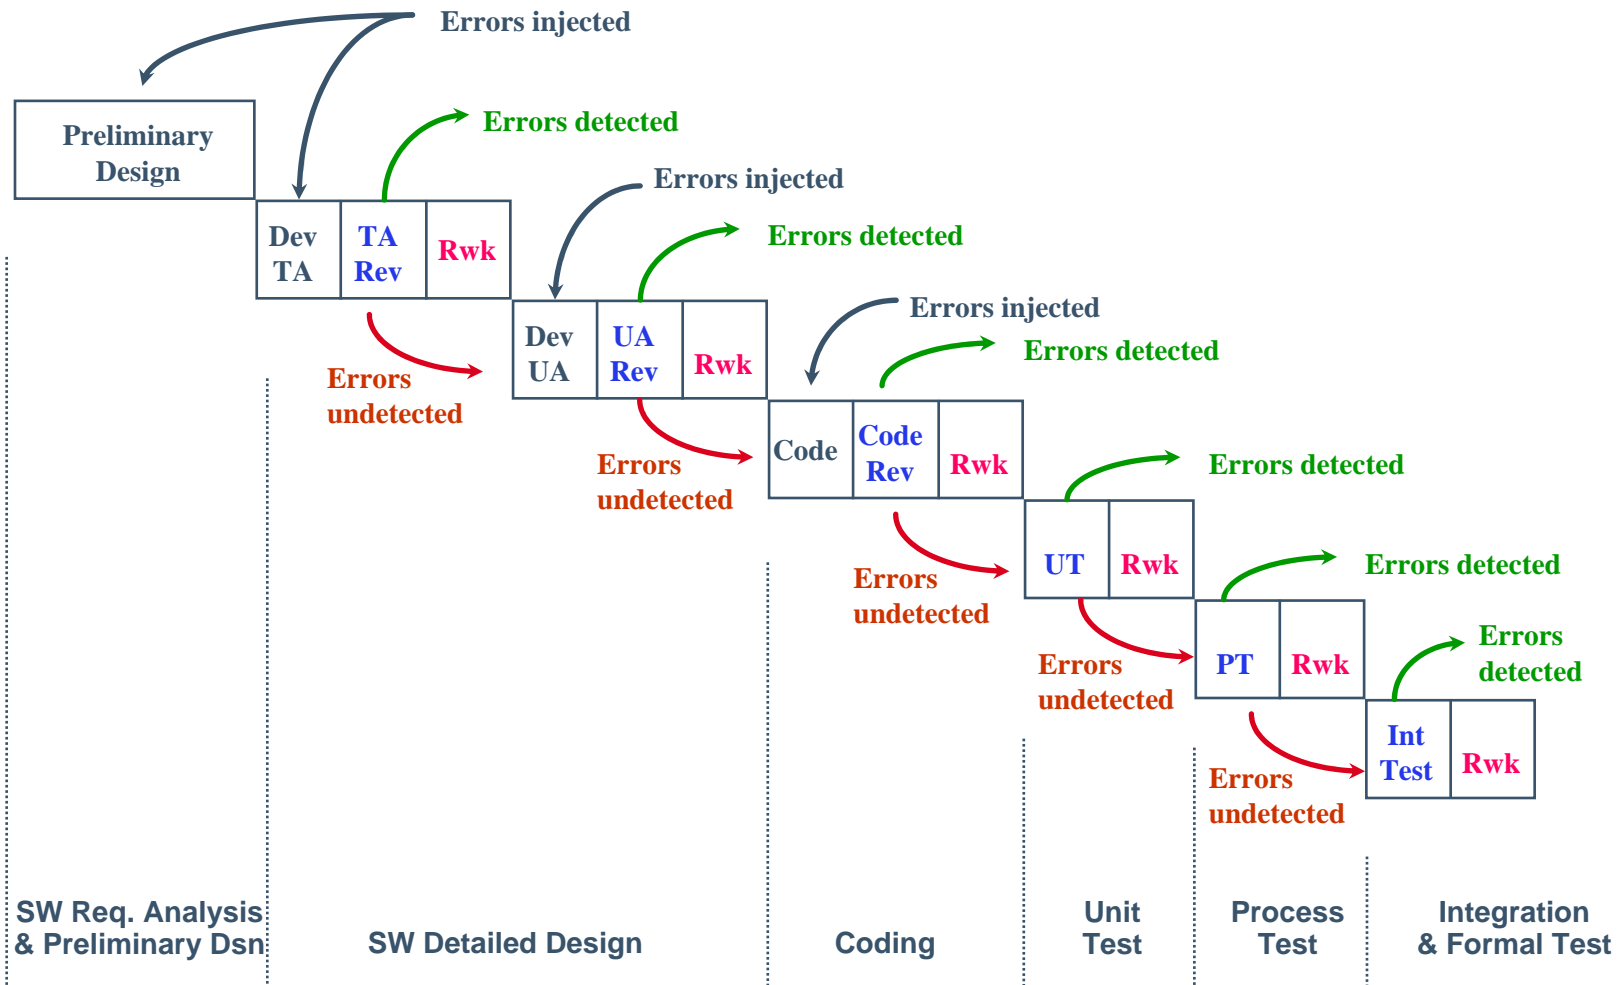 Errors injected
Preliminary
Design
Errors detected
Errors injected
Dev
TA
TA
Rev
Rwk
Errors detected
Errors
undetected
Errors injected
Dev
UA
UA
Rev
Rwk
Errors detected
Errors
undetected
Code
Code
Rev
Rwk
Errors detected
Errors
undetected
UT
Rwk
Errors detected
Errors
undetected
PT
Rwk
Errors
detected
Errors
undetected
Int
Test
Rwk
SW Req. Analysis
& Preliminary Dsn
SW Detailed Design
Coding
Unit
Test
Process
Test
Integration
& Formal Test